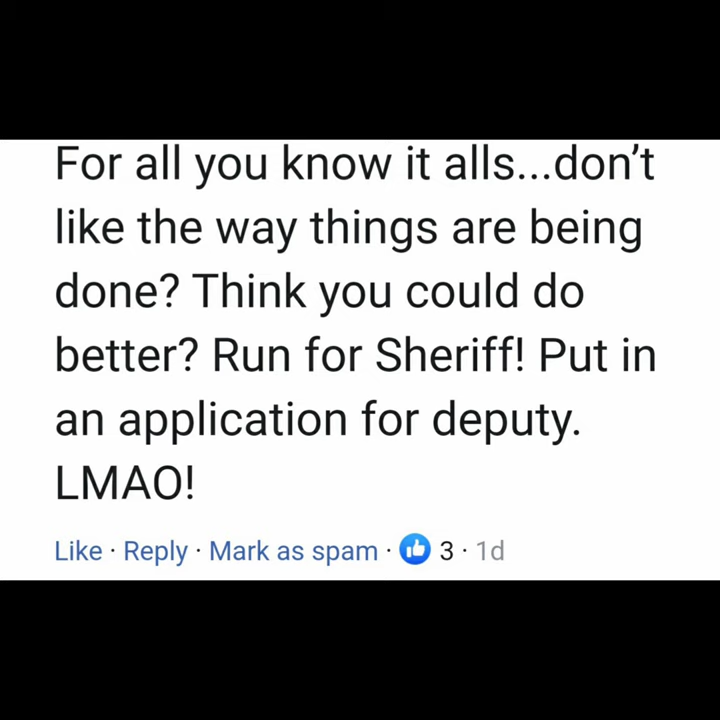 For all you know it alls...don’t
like the way things are being
done? Think you could do
better? Run for Sheriff! Put in
an application for deputy.
LMAO!
Like · Reply · Mark as spam · 3 · 1d